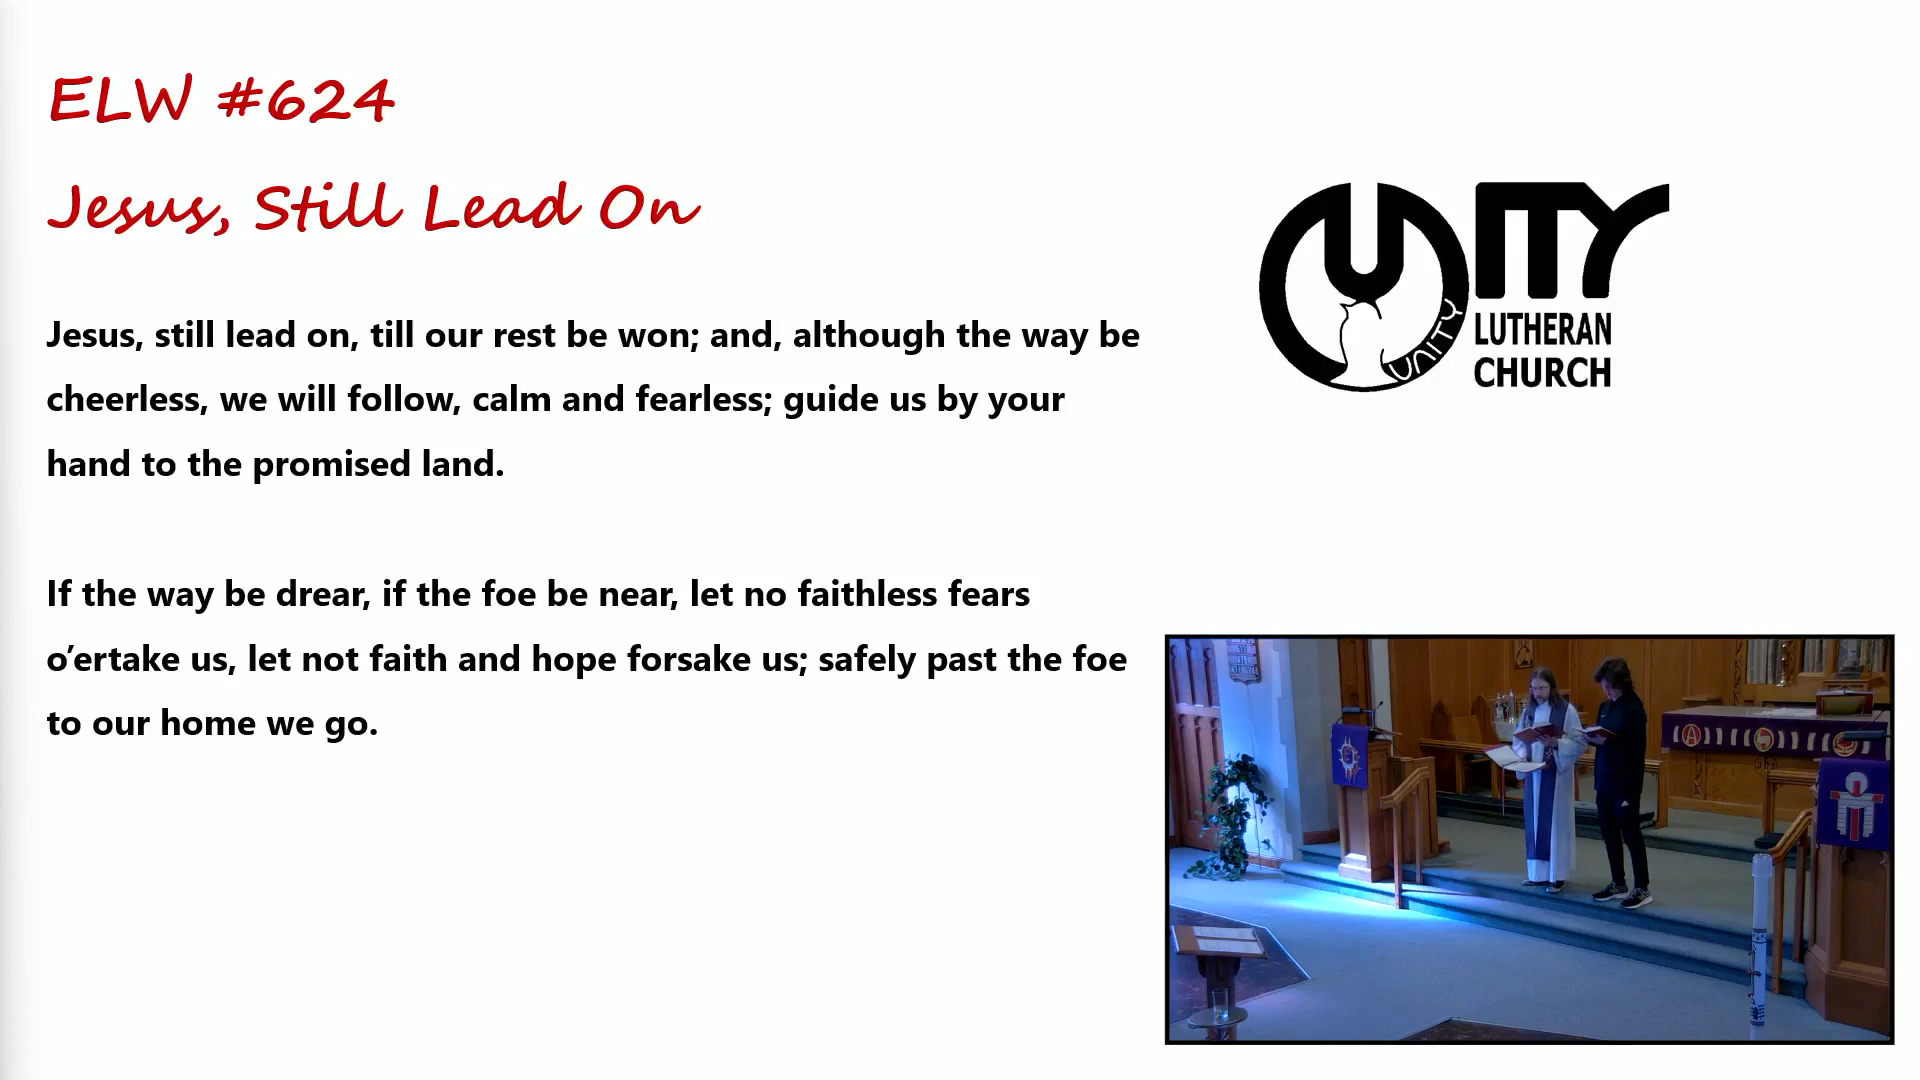 ELW #624
Jesus, Still Lead On
Jesus, still lead on, till our rest be won; and, although the way be
cheerless, we will follow, calm and fearless; guide us by your
hand to the promised land.
If the way be drear, if the foe be near, let no faithless fears
o’ertake us, let not faith and hope forsake us; safely past the foe
to our home we go.
UNITY
UNITY
LUTHERAN
CHURCH